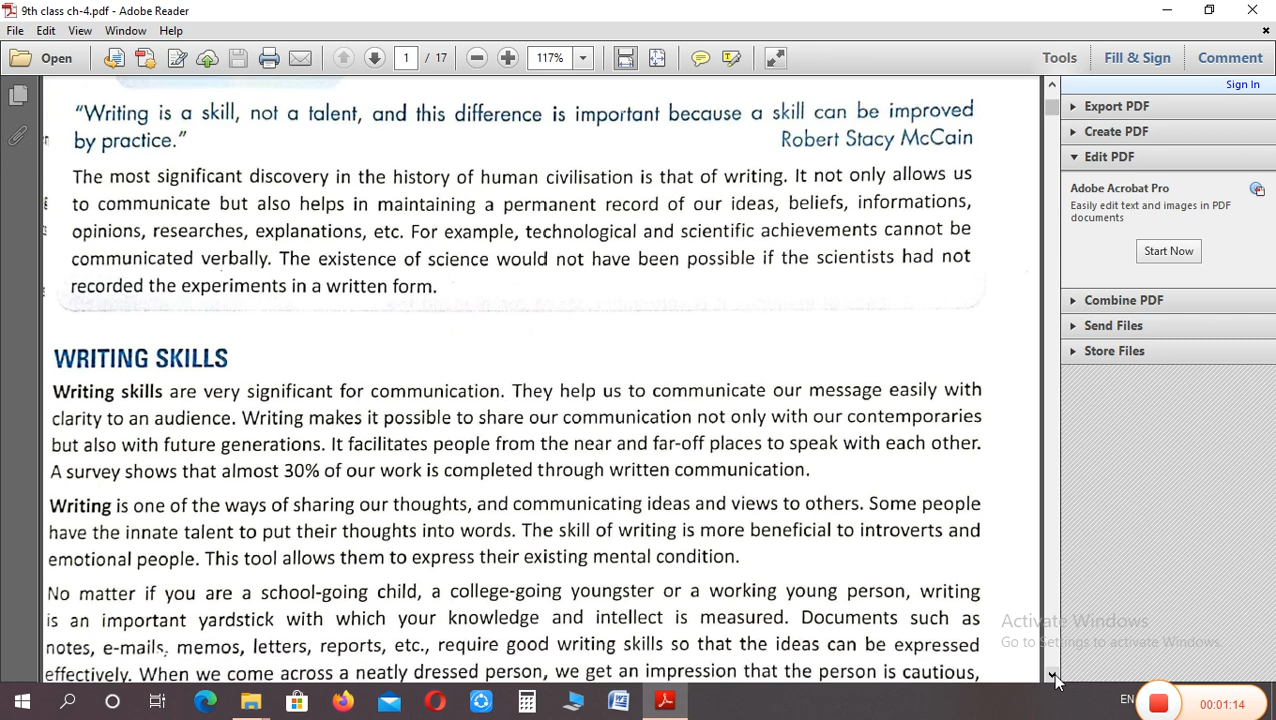 9th class ch-4.pdf - Adobe Reader
File Edit View Window Help
Open 1 / 17 117% Tools Fill & Sign Comment
Sign In
"Writing is a skill, not a talent, and this difference is important because a skill can be improved
by practice."
Robert Stacy McCain
The most significant discovery in the history of human civilisation is that of writing. It not only allows us
to communicate but also helps in maintaining a permanent record of our ideas, beliefs, informations,
opinions, researches, explanations, etc. For example, technological and scientific achievements cannot be
communicated verbally. The existence of science would not have been possible if the scientists had not
recorded the experiments in a written form.
WRITING SKILLS
Writing skills are very significant for communication. They help us to communicate our message easily with
clarity to an audience. Writing makes it possible to share our communication not only with our contemporaries
but also with future generations. It facilitates people from the near and far-off places to speak with each other.
A survey shows that almost 30% of our work is completed through written communication.
Writing is one of the ways of sharing our thoughts, and communicating ideas and views to others. Some people
have the innate talent to put their thoughts into words. The skill of writing is more beneficial to introverts and
emotional people. This tool allows them to express their existing mental condition.
No matter if you are a school-going child, a college-going youngster or a working young person, writing
is an important yardstick with which your knowledge and intellect is measured. Documents such as
notes, e-mails, memos, letters, reports, etc., require good writing skills so that the ideas can be expressed
effectively. When we come across a neatly dressed person, we get an impression that the person is cautious,
Export PDF
Create PDF
Edit PDF
Adobe Acrobat Pro
Easily edit text and images in PDF
documents
Start Now
Combine PDF
Send Files
Store Files
Activate Windows
Go to Settings to activate Windows.
EN
00:01:14